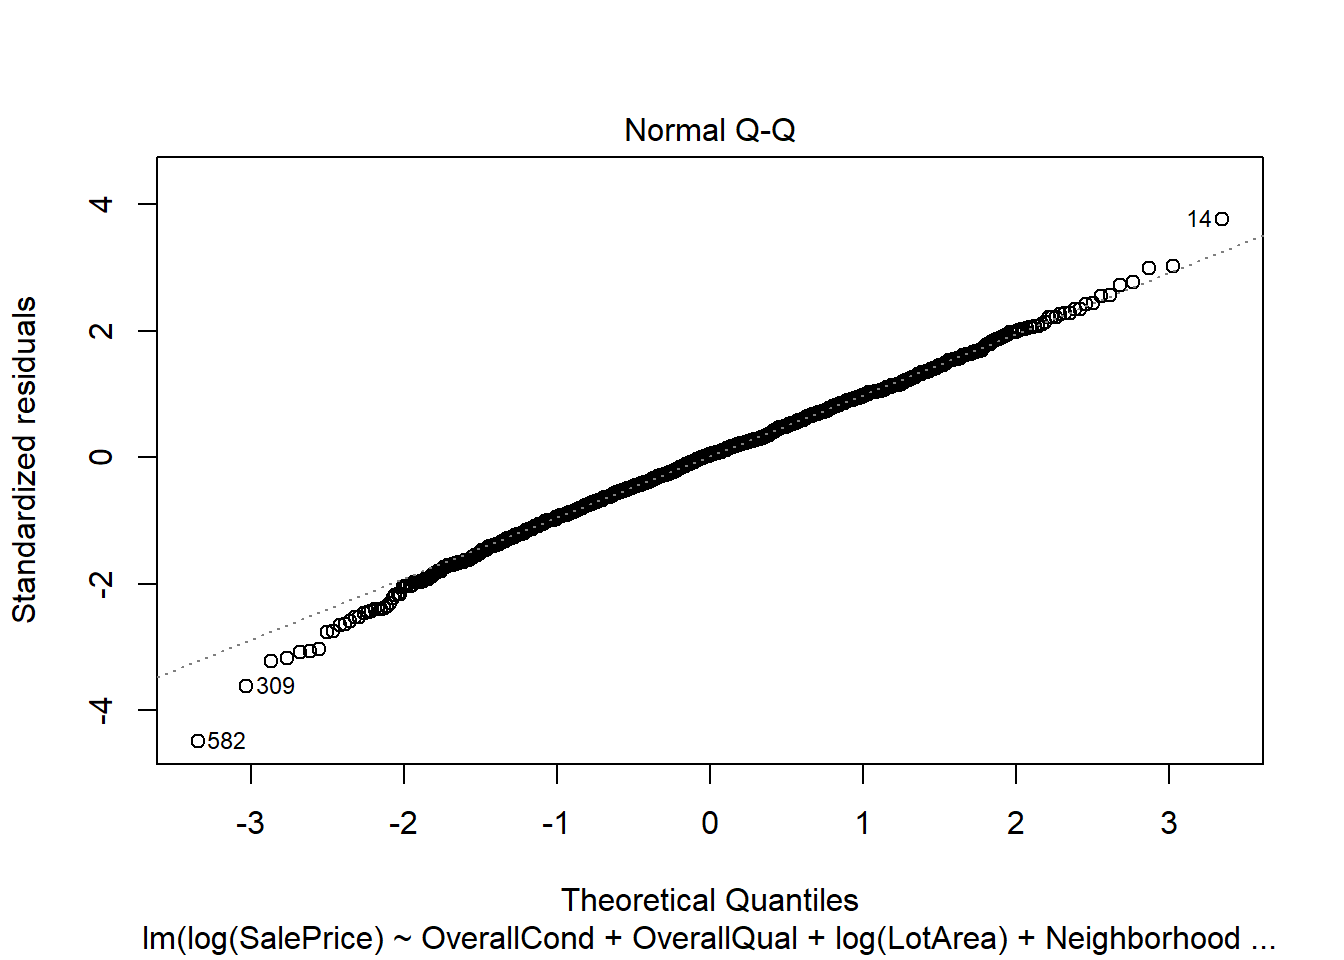 Normal Q-Q
Standardized residuals
4
2
0
-2
-4
14
309
582
-3 -2 -1 0 1 2 3
Theoretical Quantiles
lm(log(SalePrice) ~ OverallCond + OverallQual + log(LotArea) + Neighborhood ...